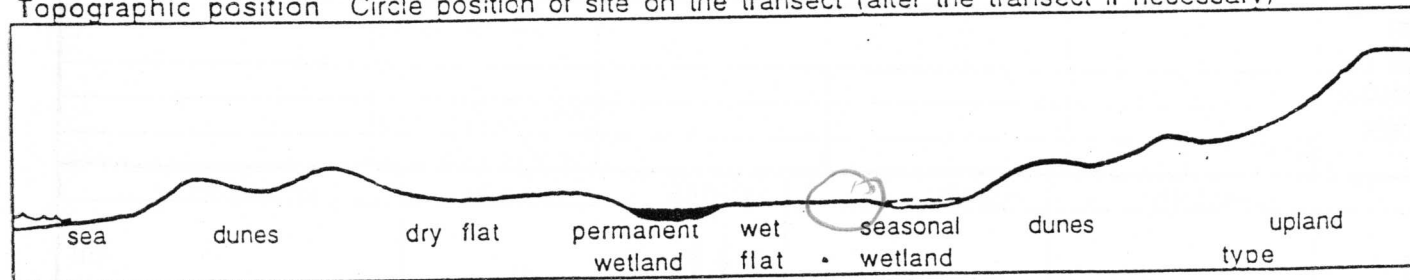 Topographic position Circle position of site on the transect (alter the transect if necessary)
sea dunes dry flat permanent wet seasonal dunes upland
wetland flat • wetland type